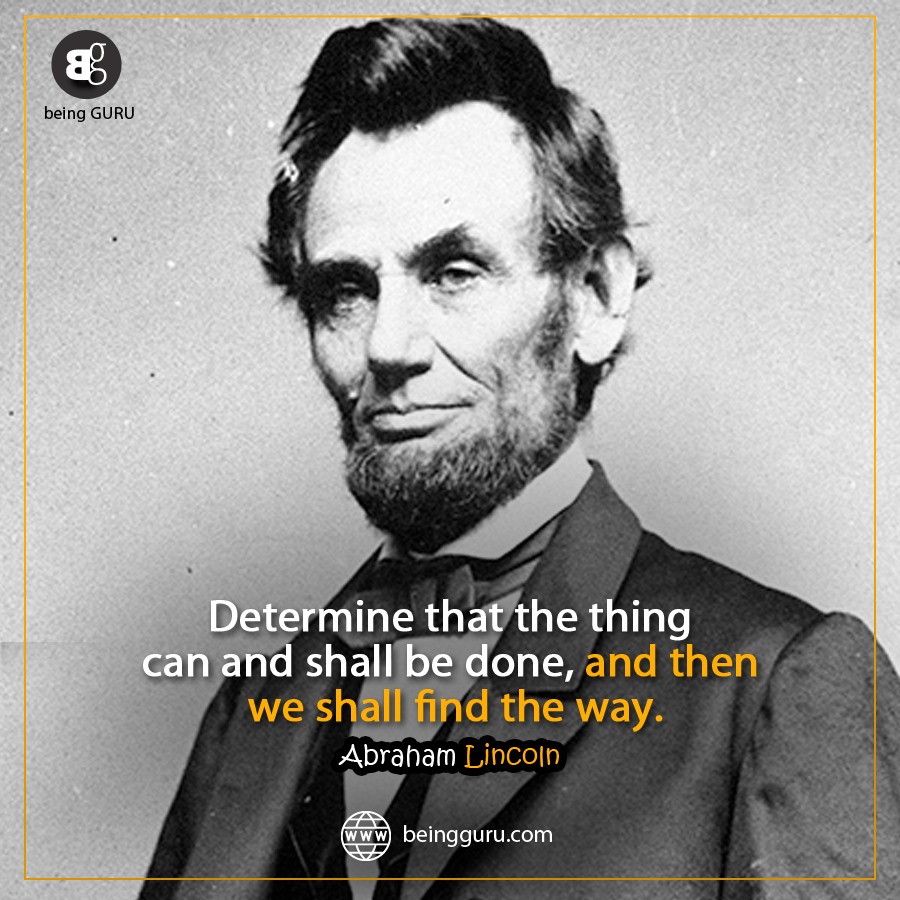 Bg
being GURU
Determine that the thing
can and shall be done, and then
we shall find the way.
Abraham Lincoln
www beingguru.com